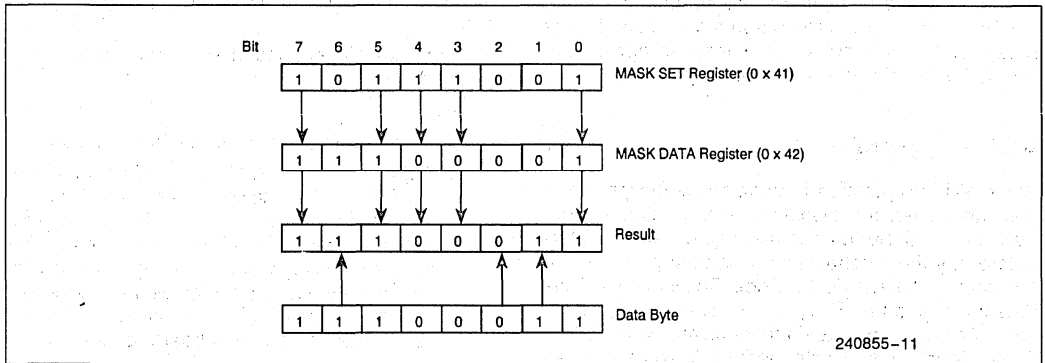 Bit 7 6 5 4 3 2 1 0
1 0 1 1 1 0 0 1 MASK SET Register (0 x 41)
1 1 1 0 0 0 0 1 MASK DATA Register (0 x 42)
1 1 1 0 0 0 1 1 Result
1 1 1 0 0 0 1 1 Data Byte
240855-11